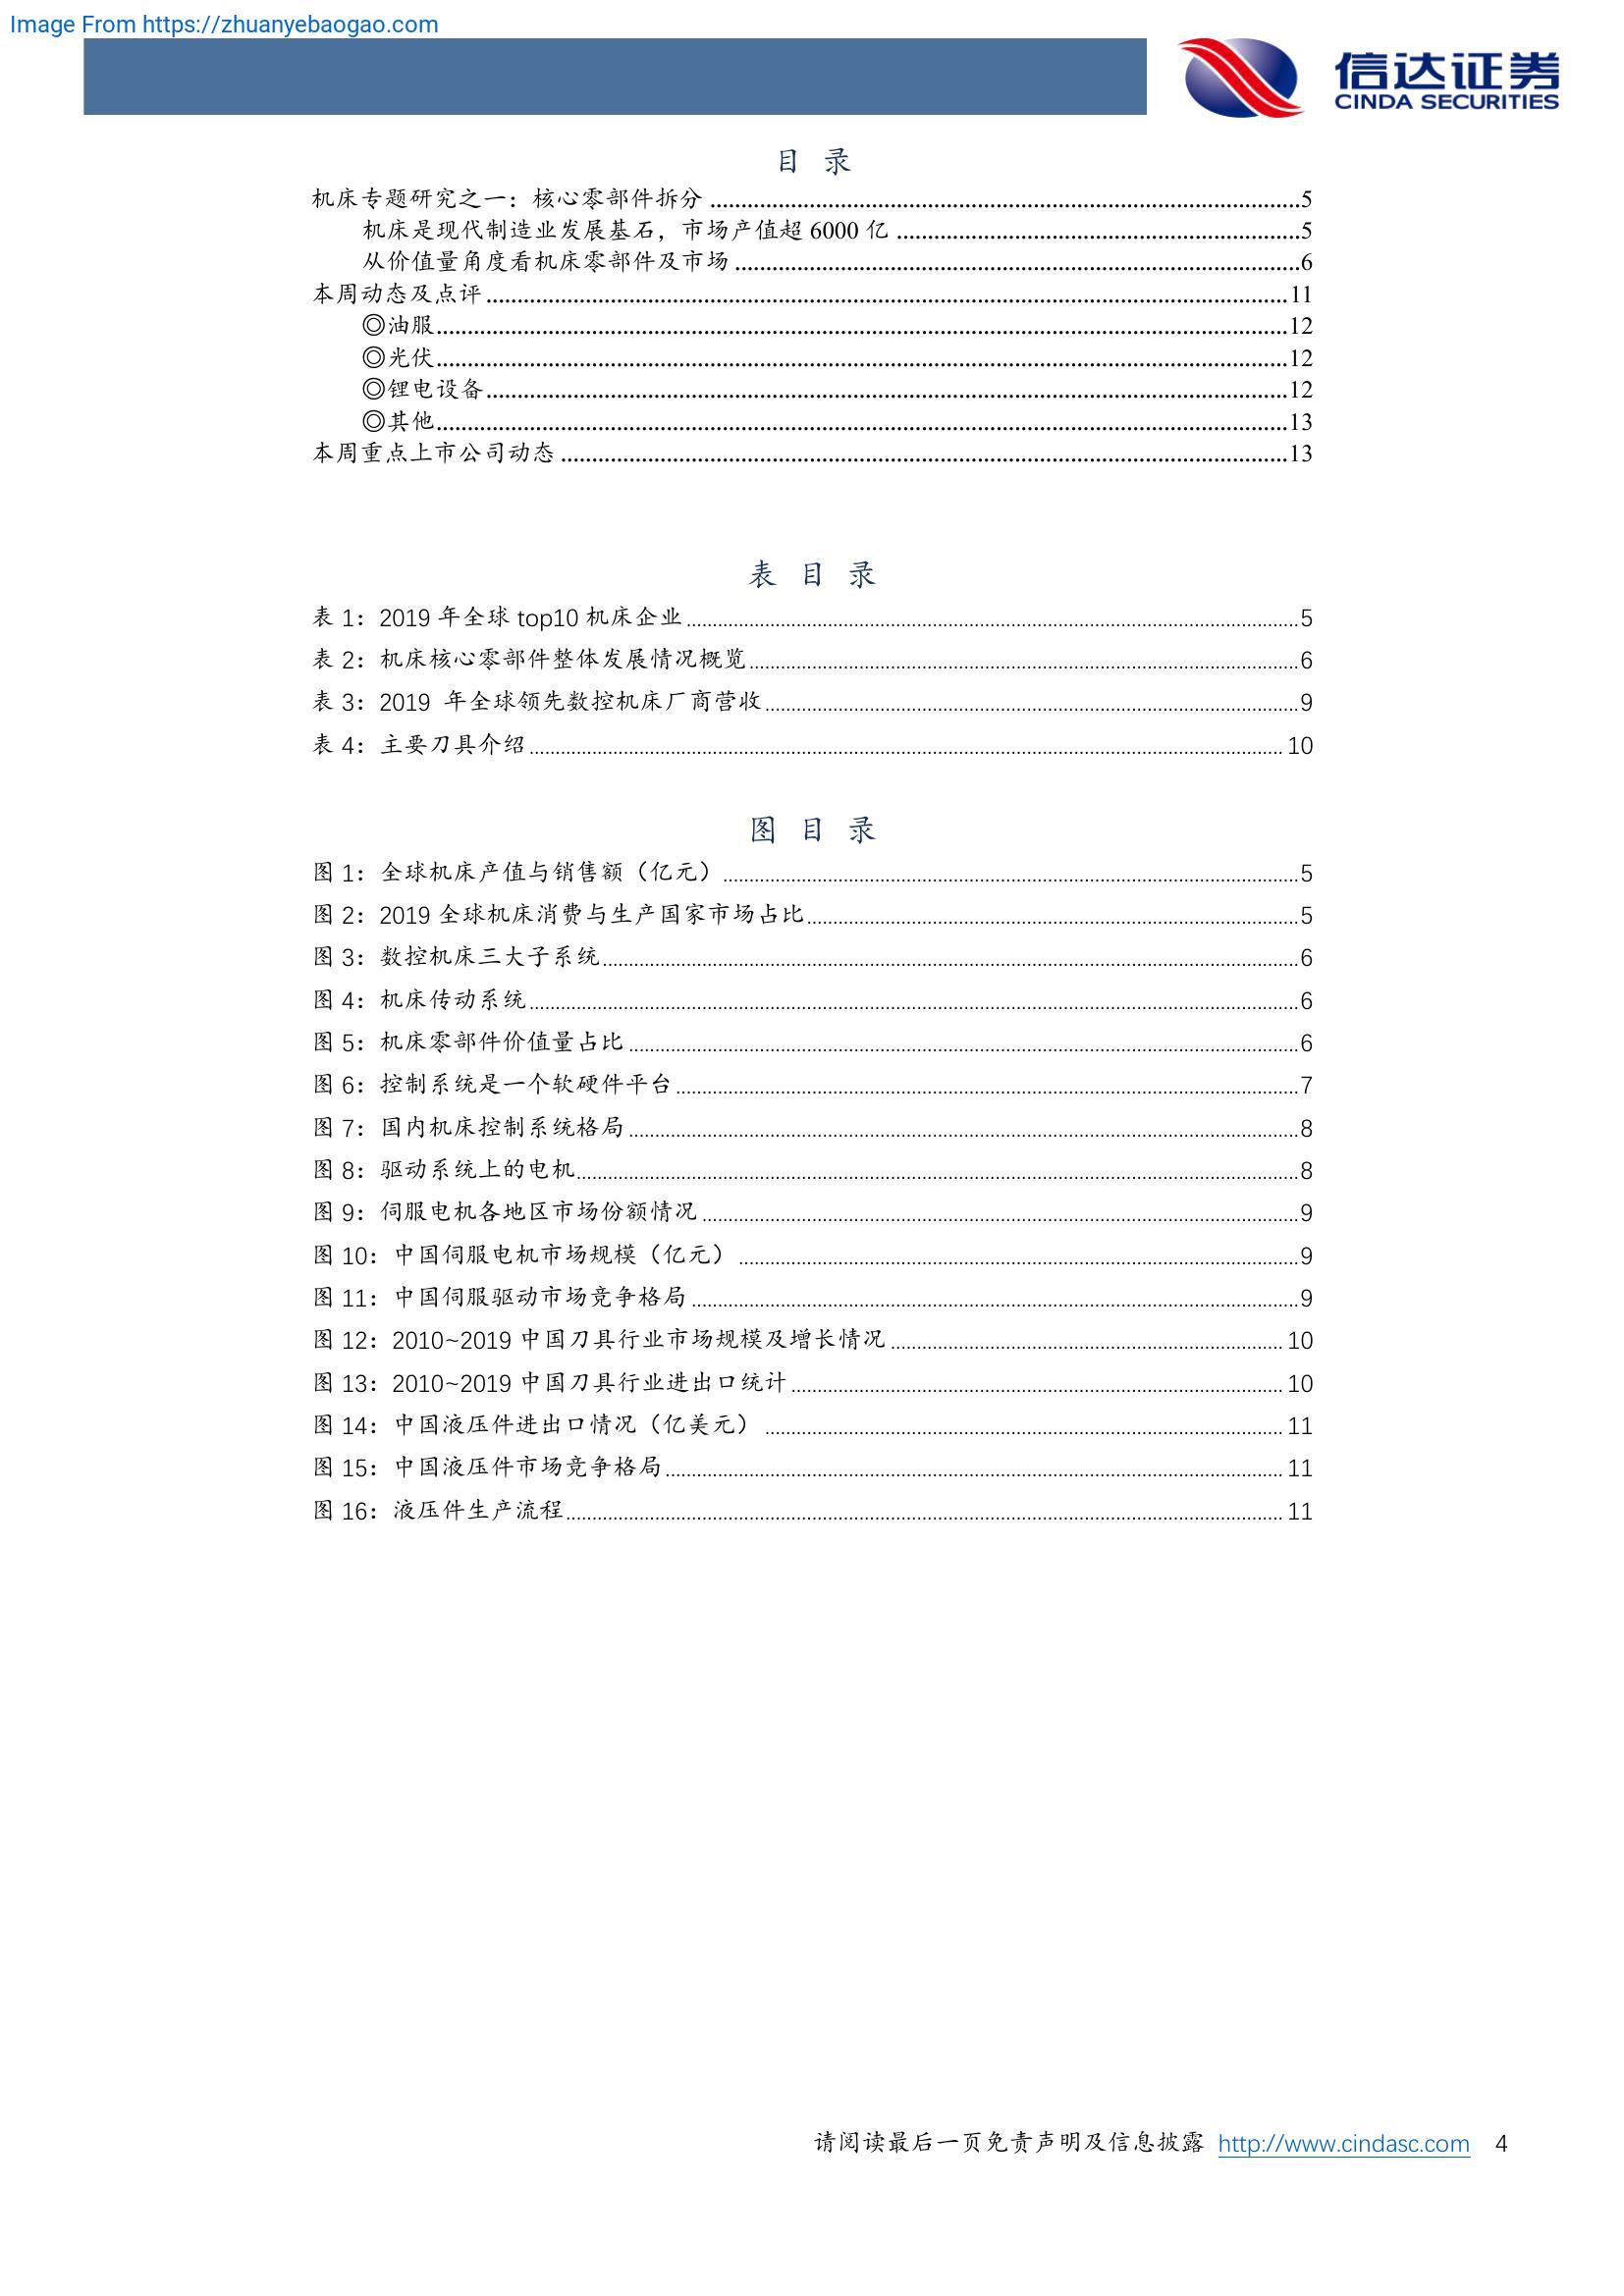 Image From https://zhuanyebaogao.com
信达证券
CINDA SECURITIES
目 录
机床专题研究之一：核心零部件拆分 ........ 5
机床是现代制造业发展基石，市场产值超 6000 亿 ........ 5
从价值量角度看机床零部件及市场 ........ 6
本周动态及点评 ........ 11
◎油服 ........ 12
◎光伏 ........ 12
◎锂电设备 ........ 12
◎其他 ........ 13
本周重点上市公司动态 ........ 13
表 目 录
表 1：2019 年全球 top10 机床企业 ........ 5
表 2：机床核心零部件整体发展情况概览 ........ 6
表 3：2019 年全球领先数控机床厂商营收 ........ 9
表 4：主要刀具介绍 ........ 10
图 目 录
图 1：全球机床产值与销售额（亿元） ........ 5
图 2：2019 全球机床消费与生产国家市场占比 ........ 5
图 3：数控机床三大子系统 ........ 6
图 4：机床传动系统 ........ 6
图 5：机床零部件价值量占比 ........ 6
图 6：控制系统是一个软硬件平台 ........ 7
图 7：国内机床控制系统格局 ........ 8
图 8：驱动系统上的电机 ........ 8
图 9：伺服电机各地区市场份额情况 ........ 9
图 10：中国伺服电机市场规模（亿元） ........ 9
图 11：中国伺服驱动市场竞争格局 ........ 9
图 12：2010~2019 中国刀具行业市场规模及增长情况 ........ 10
图 13：2010~2019 中国刀具行业进出口统计 ........ 10
图 14：中国液压件进出口情况（亿美元） ........ 11
图 15：中国液压件市场竞争格局 ........ 11
图 16：液压件生产流程 ........ 11
请阅读最后一页免责声明及信息披露 http://www.cindasc.com 4